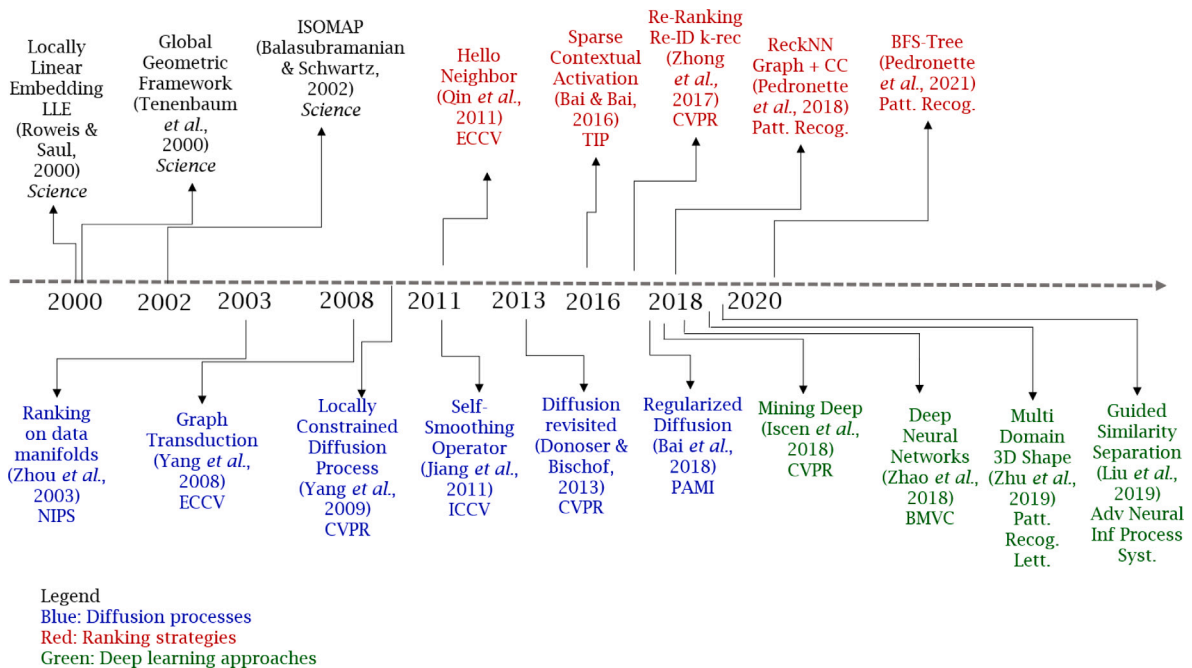 Locally
Linear
Embedding
LLE
(Roweis &
Saul,
2000)
Science
Global
Geometric
Framework
(Tenenbaum
et al.,
2000)
Science
ISOMAP
(Balasubramanian
& Schwartz,
2002)
Science
Hello
Neighbor
(Qin et al.,
2011)
ECCV
Sparse
Contextual
Activation
(Bai & Bai,
2016)
TIP
Re-Ranking
Re-ID k-rec
(Zhong
et al.,
2017)
CVPR
ReckNN
Graph + CC
(Pedronette
et al., 2018)
Patt. Recog.
BFS-Tree
(Pedronette
et al., 2021)
Patt. Recog.
2000 2002 2003 2008 2011 2013 2016 2018 2020
Ranking
on data
manifolds
(Zhou et al.,
2003)
NIPS
Graph
Transduction
(Yang et al.,
2008)
ECCV
Locally
Constrained
Diffusion
Process
(Yang et al.,
2009)
CVPR
Self-
Smoothing
Operator
(Jiang et al.,
2011)
ICCV
Diffusion
revisited
(Donoser &
Bischof,
2013)
CVPR
Regularized
Diffusion
(Bai et al.,
2018)
PAMI
Mining Deep
(Iscen et al.,
2018)
CVPR
Deep
Neural
Networks
(Zhao et al.,
2018)
BMVC
Multi
Domain
3D Shape
(Zhu et al.,
2019)
Patt.
Recog.
Lett.
Guided
Similarity
Separation
(Liu et al.,
2019)
Adv Neural
Inf Process
Syst.
Legend
Blue: Diffusion processes
Red: Ranking strategies
Green: Deep learning approaches